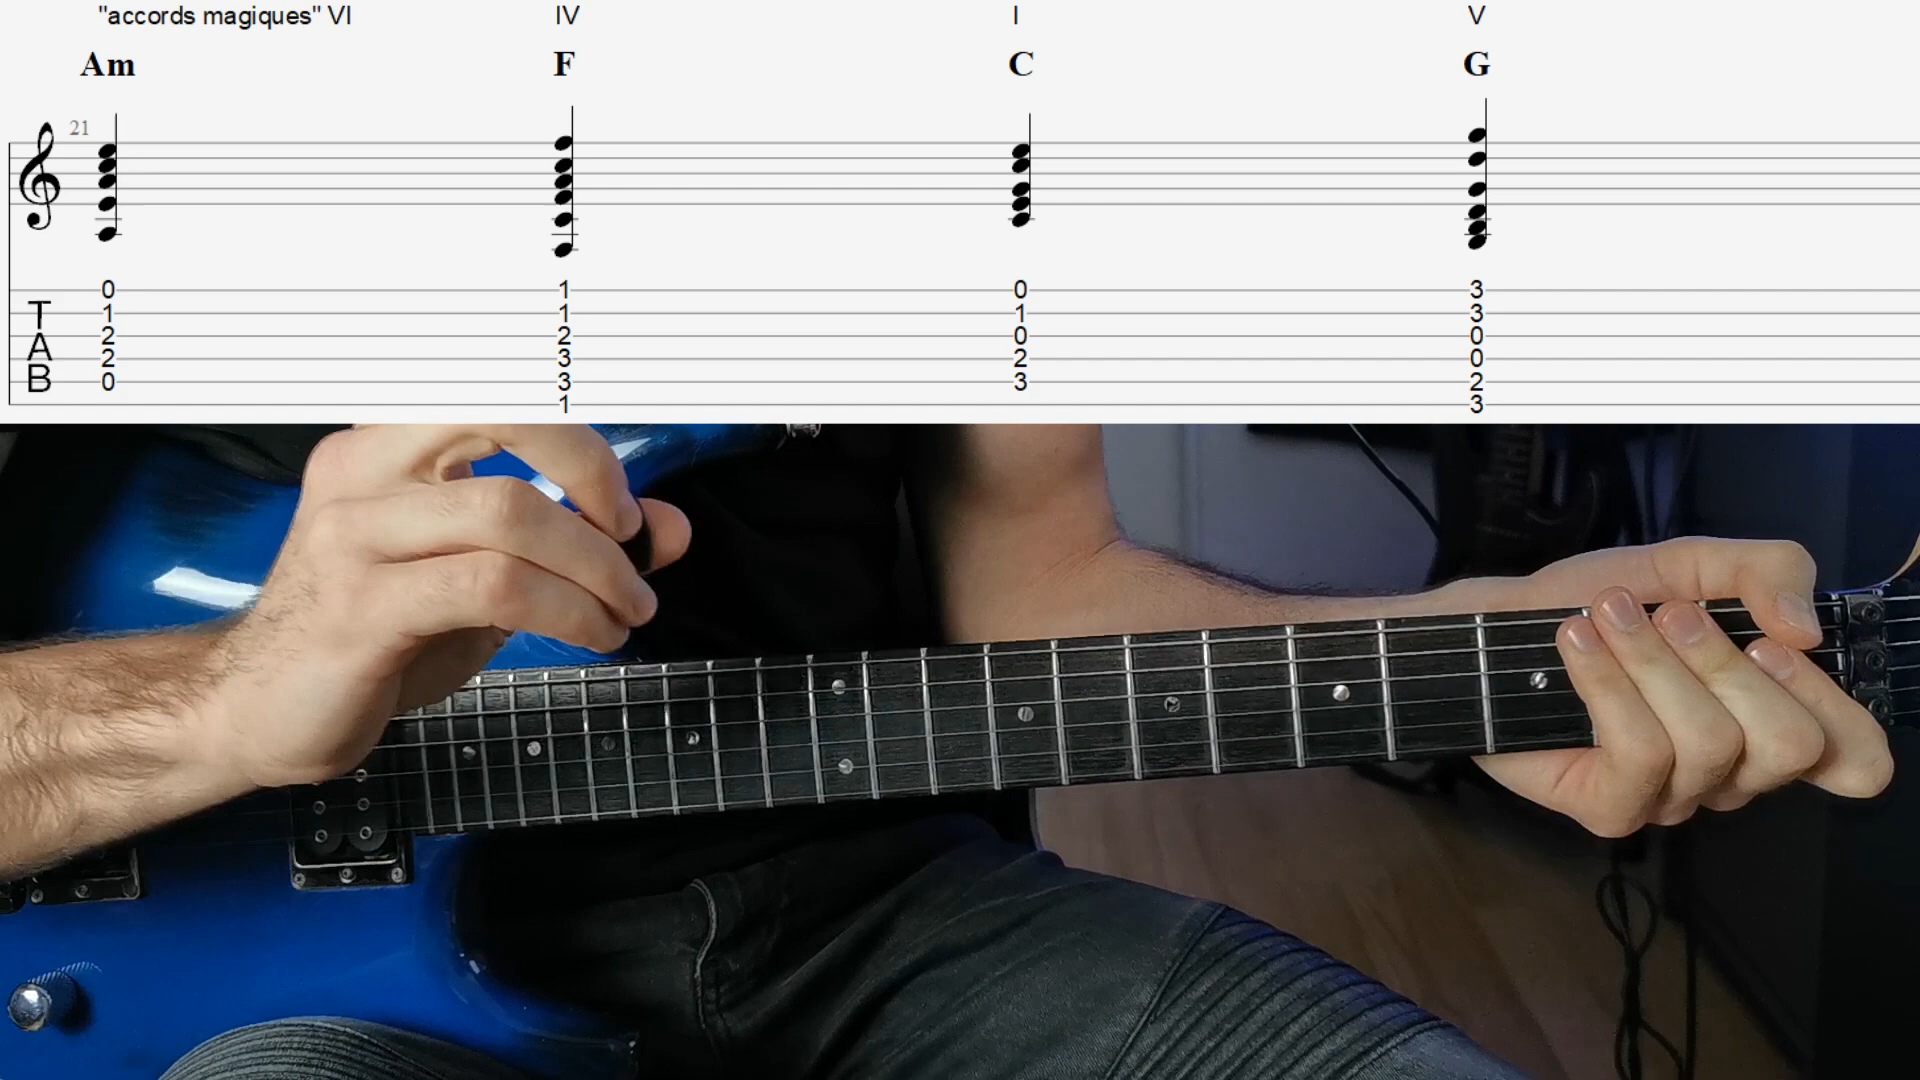 "accords magiques" VI IV I V
Am F C G
21
0 1 0 3
T 1 1 1 3
2 2 0 0
A 2 3 2 0
B 0 3 3 2
1 3